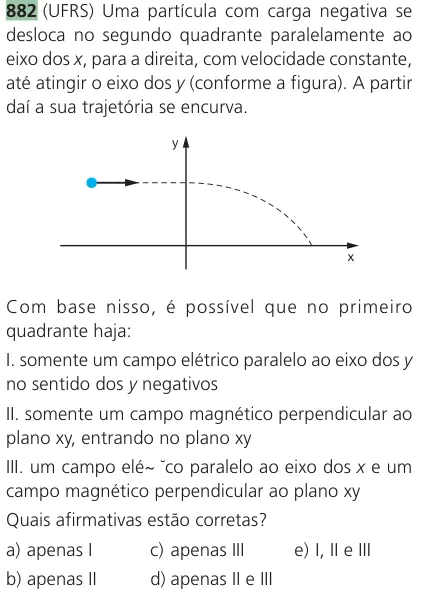 882 (UFRS) Uma partícula com carga negativa se
desloca no segundo quadrante paralelamente ao
eixo dos x, para a direita, com velocidade constante,
até atingir o eixo dos y (conforme a figura). A partir
daí a sua trajetória se encurva.
y
x
Com base nisso, é possível que no primeiro
quadrante haja:
I. somente um campo elétrico paralelo ao eixo dos y
no sentido dos y negativos
II. somente um campo magnético perpendicular ao
plano xy, entrando no plano xy
III. um campo elé~ ˘co paralelo ao eixo dos x e um
campo magnético perpendicular ao plano xy
Quais afirmativas estão corretas?
a) apenas I c) apenas III e) I, II e III
b) apenas II d) apenas II e III